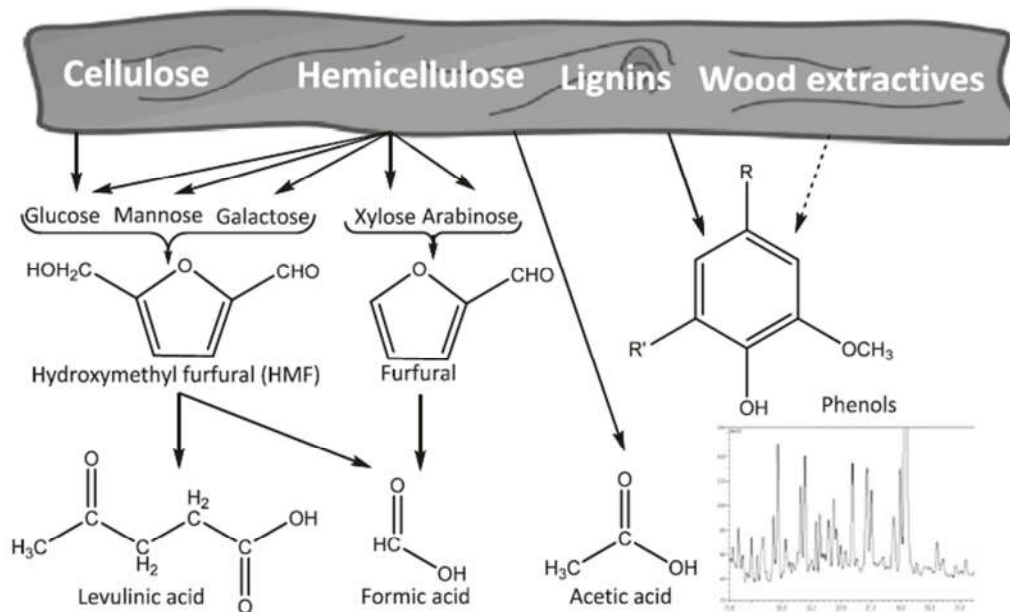 Cellulose Hemicellulose Lignins Wood extractives
Glucose Mannose Galactose Xylose Arabinose
HOH₂C O CHO O CHO R
Hydroxymethyl furfural (HMF) Furfural
R' OCH₃
OH Phenols
O H₂ OH O O
H₃C H₂ O HC OH H₃C OH
Levulinic acid Formic acid Acetic acid